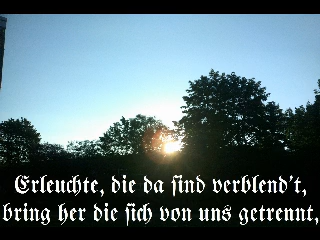 Erleuchte, die da ſind verblend't,
bring her die ſich von uns getrennt,